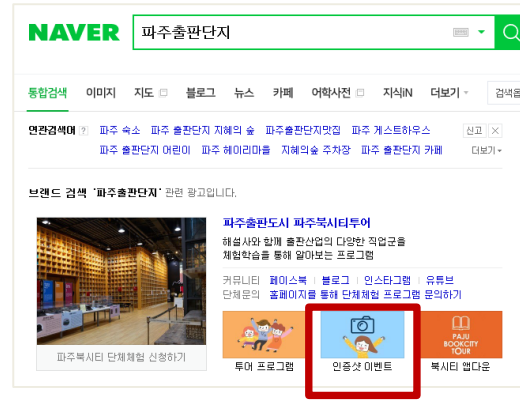 NAVER 파주출판단지
통합검색 이미지 지도 블로그 뉴스 카페 어학사전 지식iN 더보기 검색옵
연관검색어 ? 파주 숙소 파주 출판단지 지혜의 숲 파주출판단지맛집 파주 게스트하우스 신고 X
파주 출판단지 어린이 파주 헤이리마을 지혜의숲 주차장 파주 출판단지 카페 더보기
브랜드 검색 '파주출판단지' 관련 광고입니다.
파주출판도시 파주북시티투어
해설사와 함께 출판산업의 다양한 직업군을
체험학습을 통해 알아보는 프로그램
커뮤니티 페이스북 블로그 인스타그램 유튜브
단체문의 홈페이지를 통해 단체체험 프로그램 문의하기
파주북시티 단체체험 신청하기
PAJU
BOOKCITY
TOUR
투어 프로그램 인증샷 이벤트 북시티 앱다운